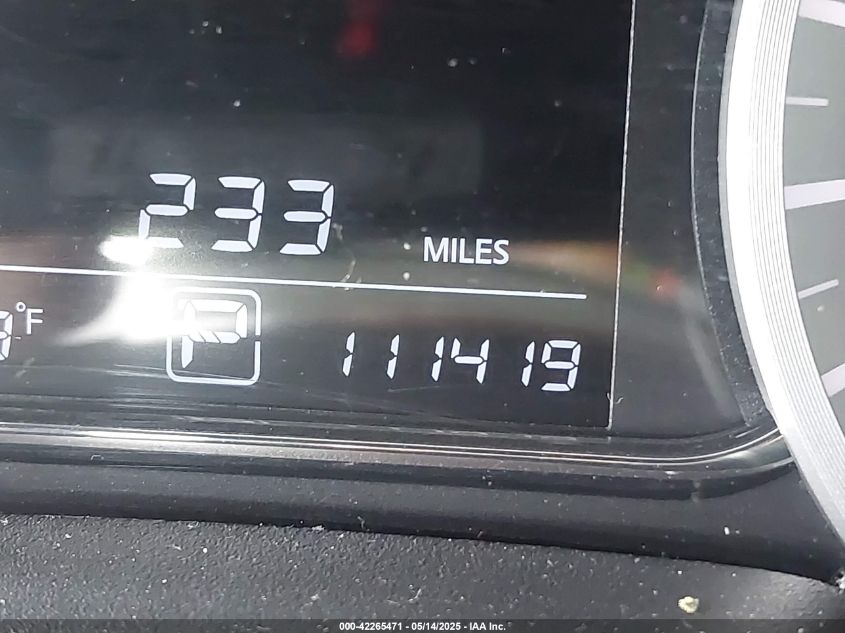 233 MILES
°F P 111419
000-42265471 - 05/14/2025 - IAA Inc.